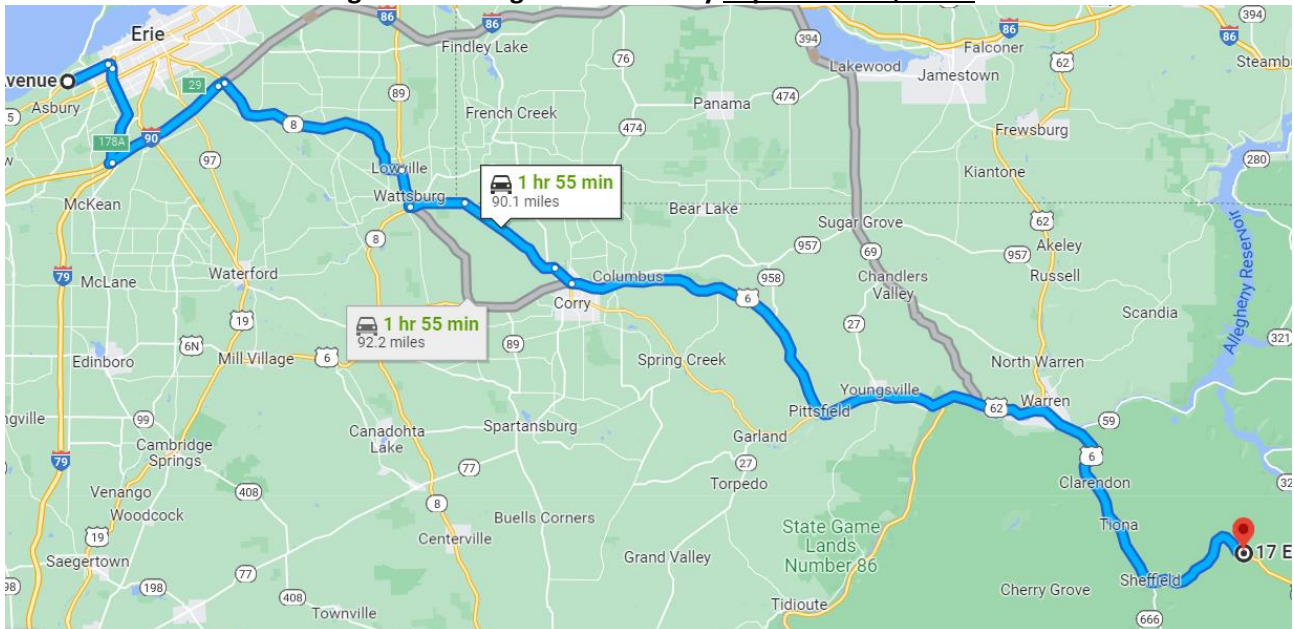 86
394
Erie
86
Findley Lake
Falconer
86
394
62
Steambu
venue
Asbury
5
29
89
76
Lakewood
Jamestown
8
French Creek
Panama
474
178A
90
474
Frewsburg
97
280
Lowville
Kiantone
1 hr 55 min
90.1 miles
McKean
Wattsburg
Bear Lake
Sugar Grove
62
8
957
69
957
Akeley
Russell
79
McLane
Waterford
Columbus
958
Chandlers
Valley
Allegheny Reservoir
Scandia
6
Corry
1 hr 55 min
92.2 miles
19
27
321
Edinboro
6N
Mill Village
6
89
Spring Creek
North Warren
Youngsville
Warren
62
gville
99
Pittsfield
59
Canadohta
Lake
Spartansburg
Garland
6
Cambridge
Springs
79
77
27
Torpedo
Clarendon
Venango
408
8
Woodcock
Buells Corners
State Game
Lands
Number 86
Tiona
19
Centerville
17 E
Saegertown
Grand Valley
Sheffield
77
Cherry Grove
98
198
408
Townville
Tidioute
666